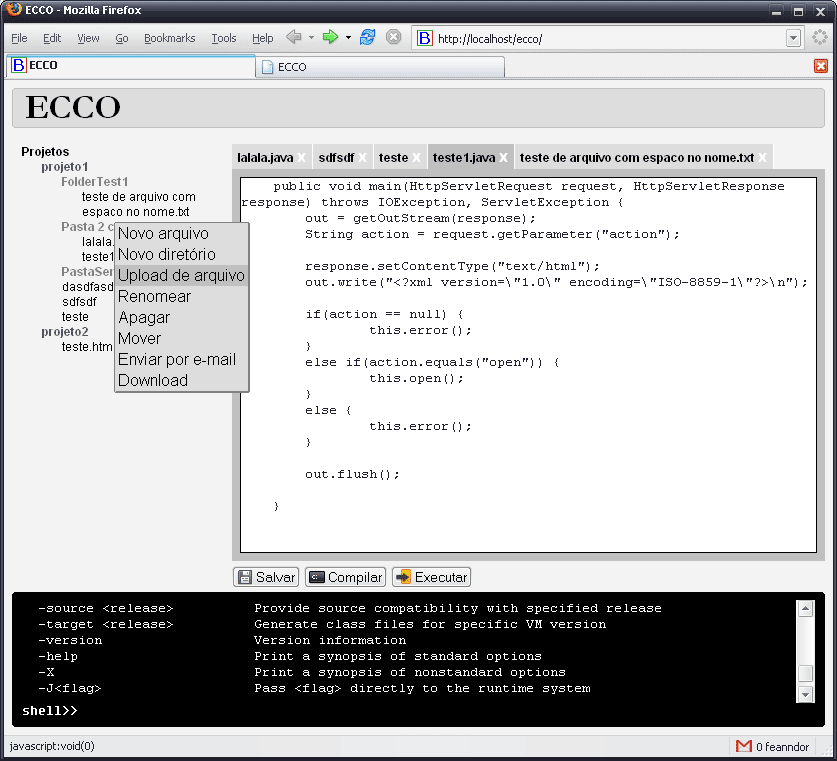 ECCO - Mozilla Firefox
File Edit View Go Bookmarks Tools Help http://localhost/ecco/
ECCO ECCO
ECCO
Projetos
projeto1
FolderTest1
teste de arquivo com
espaco no nome.txt
Pasta 2 c
lalala.
teste1
PastaSer
dasdfasd
sdfsdf
teste
projeto2
teste.htm
Novo arquivo
Novo diretório
Upload de arquivo
Renomear
Apagar
Mover
Enviar por e-mail
Download
lalala.java x sdfsdf x teste x teste1.java x teste de arquivo com espaco no nome.txt x
public void main(HttpServletRequest request, HttpServletResponse
response) throws IOException, ServletException {
out = getOutStream(response);
String action = request.getParameter("action");
response.setContentType("text/html");
out.write("<?xml version=\"1.0\" encoding=\"ISO-8859-1\"?>\n");
if(action == null) {
this.error();
}
else if(action.equals("open")) {
this.open();
}
else {
this.error();
}
out.flush();
}
Salvar Compilar Executar
-source <release> Provide source compatibility with specified release
-target <release> Generate class files for specific VM version
-version Version information
-help Print a synopsis of standard options
-X Print a synopsis of nonstandard options
-J<flag> Pass <flag> directly to the runtime system
shell>>
javascript:void(0) 0 feanndor